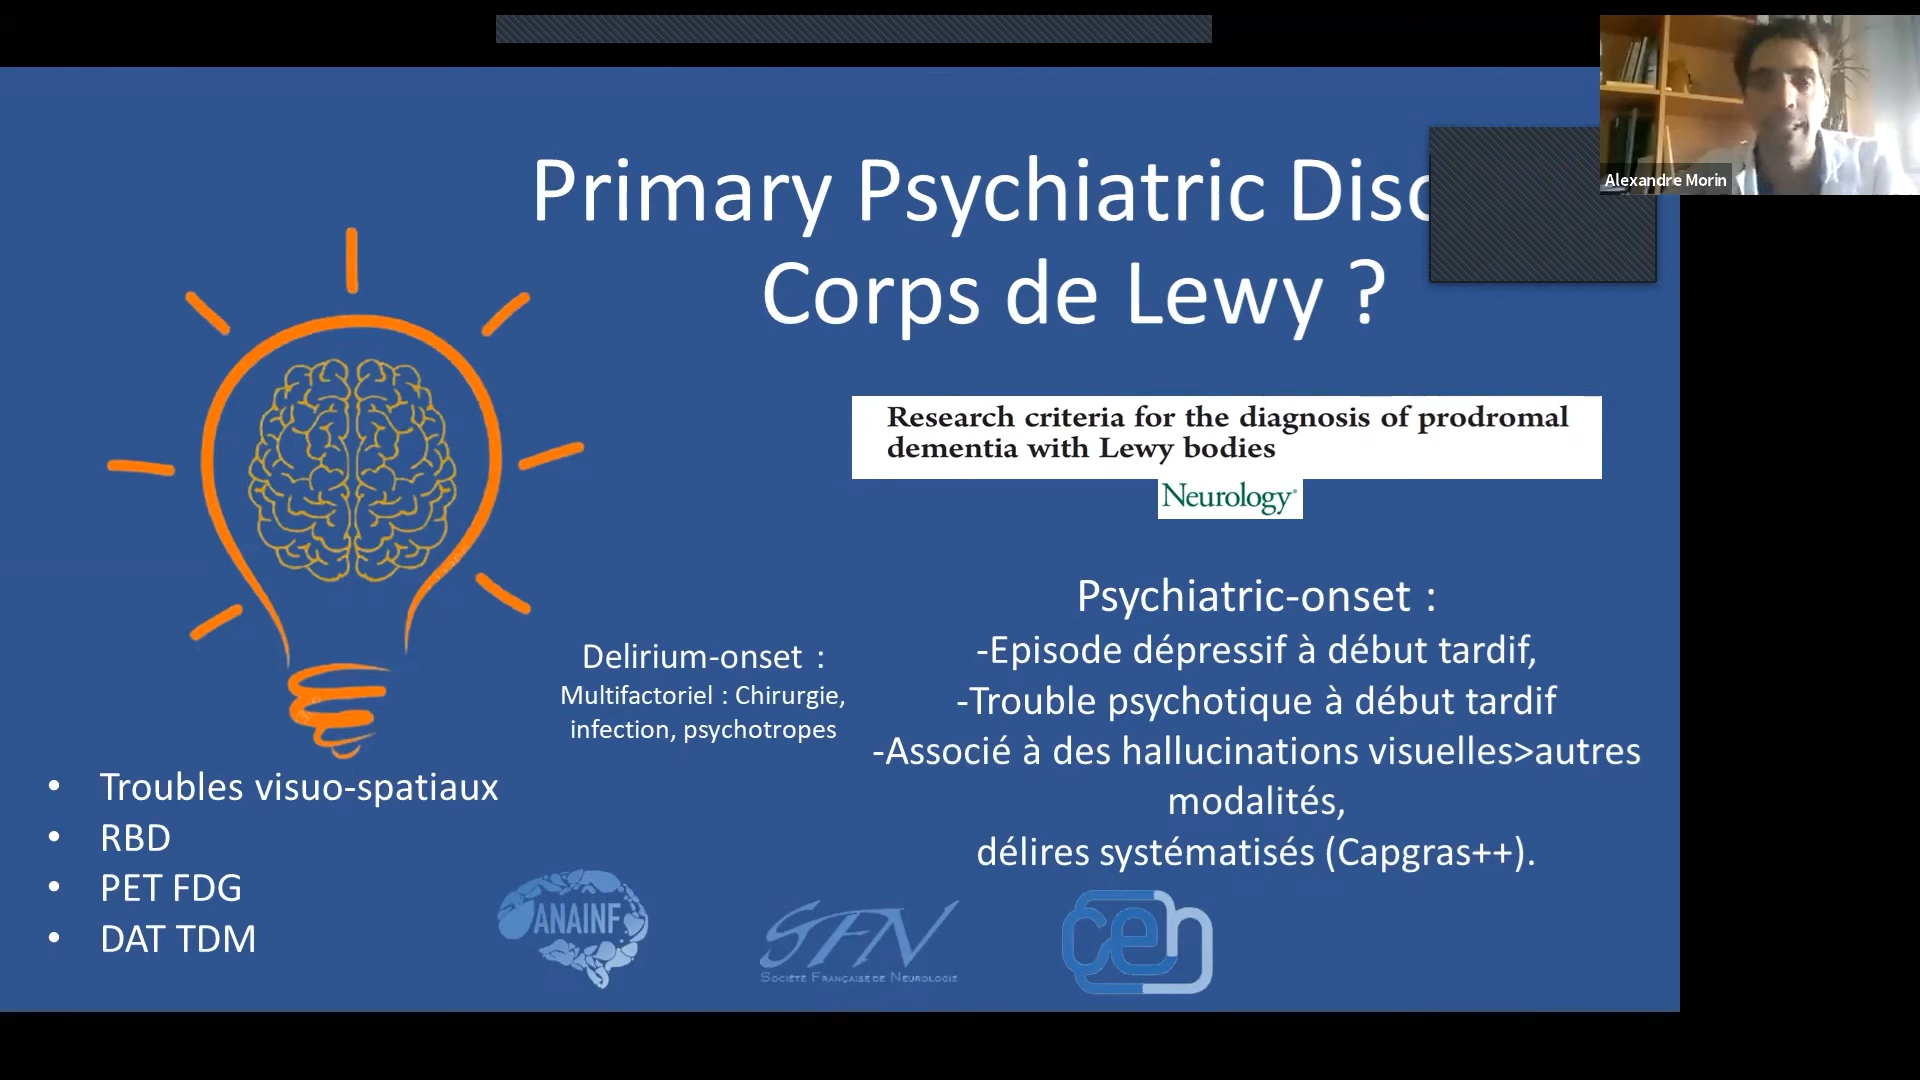 Alexandre Morin
Primary Psychiatric
Corps de Lewy ?
Research criteria for the diagnosis of prodromal
dementia with Lewy bodies
Neurology
Psychiatric-onset :
-Episode dépressif à début tardif,
-Trouble psychotique à début tardif
-Associé à des hallucinations visuelles>autres
modalités,
délires systématisés (Capgras++).
Delirium-onset :
Multifactoriel : Chirurgie,
infection, psychotropes
• Troubles visuo-spatiaux
• RBD
• PET FDG
• DAT TDM
ANAINF
SFN
Société Française de Neurologie
cen